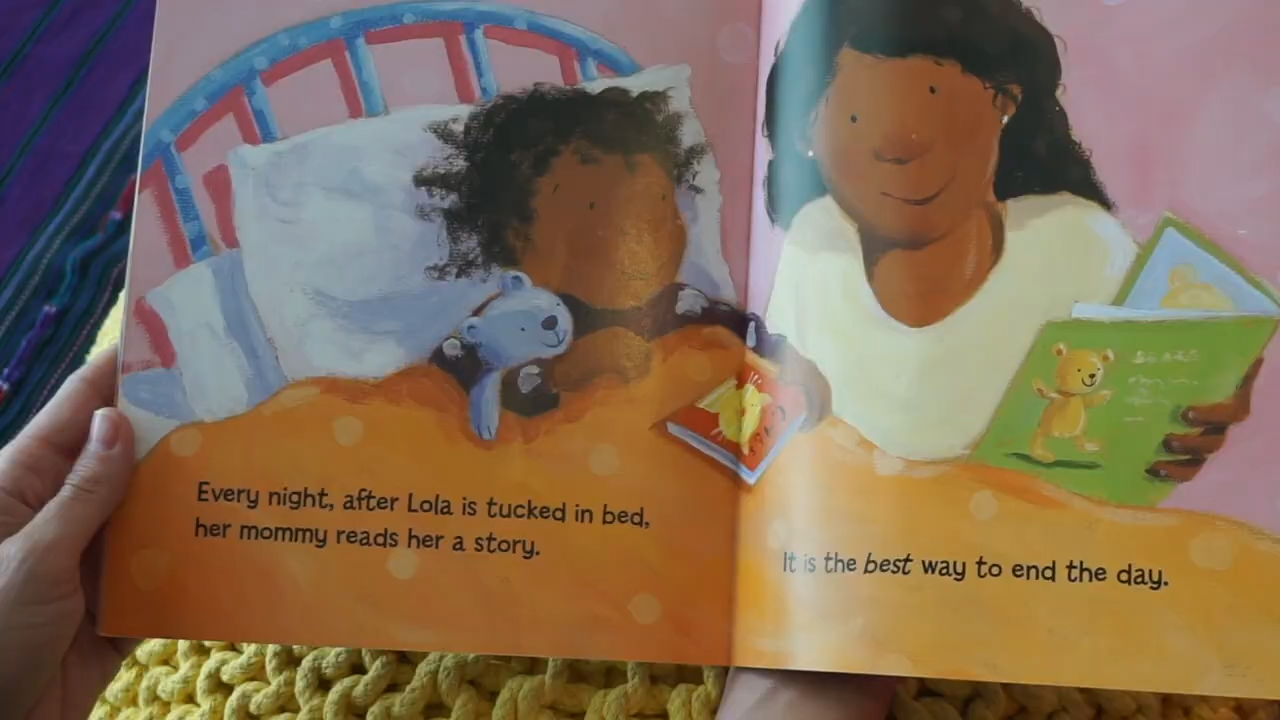 Every night, after Lola is tucked in bed,
her mommy reads her a story.
It is the best way to end the day.